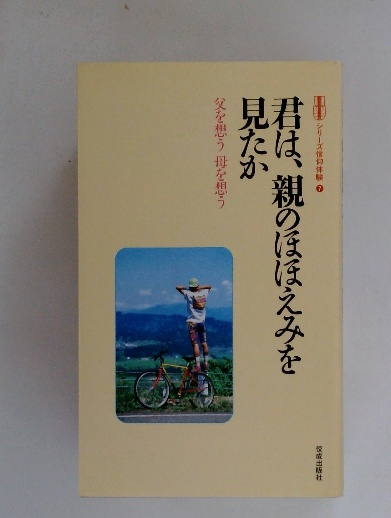 シリーズ信仰体験 7
君は、親のほほえみを
見たか
父を想う 母を想う
佼成出版社